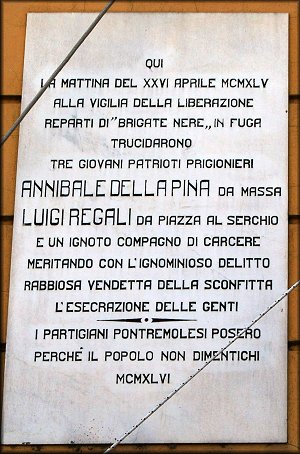 QUI
LA MATTINA DEL XXVI APRILE MCMXLV
ALLA VIGILIA DELLA LIBERAZIONE
REPARTI DI "BRIGATE NERE„ IN FUGA
TRUCIDARONO
TRE GIOVANI PATRIOTI PRIGIONIERI
ANNIBALE DELLA PINA DA MASSA
LUIGI REGALI DA PIAZZA AL SERCHIO
E UN IGNOTO COMPAGNO DI CARCERE
MERITANDO CON L'IGNOMINIOSO DELITTO
RABBIOSA VENDETTA DELLA SCONFITTA
L'ESECRAZIONE DELLE GENTI
I PARTIGIANI PONTREMOLESI POSERO
PERCHÉ IL POPOLO NON DIMENTICHI
MCMXLVI